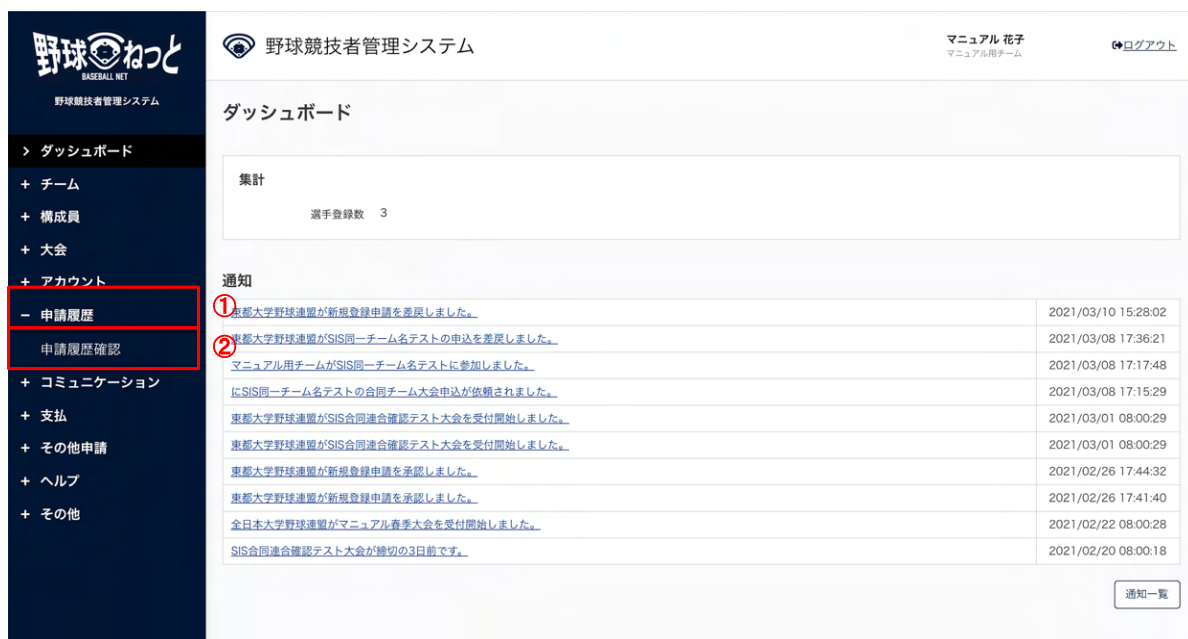 野球ねっと
BASEBALL NET
野球競技者管理システム
野球競技者管理システム
マニュアル 花子
マニュアル用チーム
ログアウト
> ダッシュボード
+ チーム
+ 構成員
+ 大会
+ アカウント
− 申請履歴
申請履歴確認
+ コミュニケーション
+ 支払
+ その他申請
+ ヘルプ
+ その他
ダッシュボード
集計
選手登録数 3
通知
①
②
東都大学野球連盟が新規登録申請を差戻しました。 2021/03/10 15:28:02
東都大学野球連盟がSIS同一チーム名テストの申込を差戻しました。 2021/03/08 17:36:21
マニュアル用チームがSIS同一チーム名テストに参加しました。 2021/03/08 17:17:48
にSIS同一チーム名テストの合同チーム大会申込が依頼されました。 2021/03/08 17:15:29
東都大学野球連盟がSIS合同連合確認テスト大会を受付開始しました。 2021/03/01 08:00:29
東都大学野球連盟がSIS合同連合確認テスト大会を受付開始しました。 2021/03/01 08:00:29
東都大学野球連盟が新規登録申請を承認しました。 2021/02/26 17:44:32
東都大学野球連盟が新規登録申請を承認しました。 2021/02/26 17:41:40
全日本大学野球連盟がマニュアル春季大会を受付開始しました。 2021/02/22 08:00:28
SIS合同連合確認テスト大会が締切の3日前です。 2021/02/20 08:00:18
通知一覧